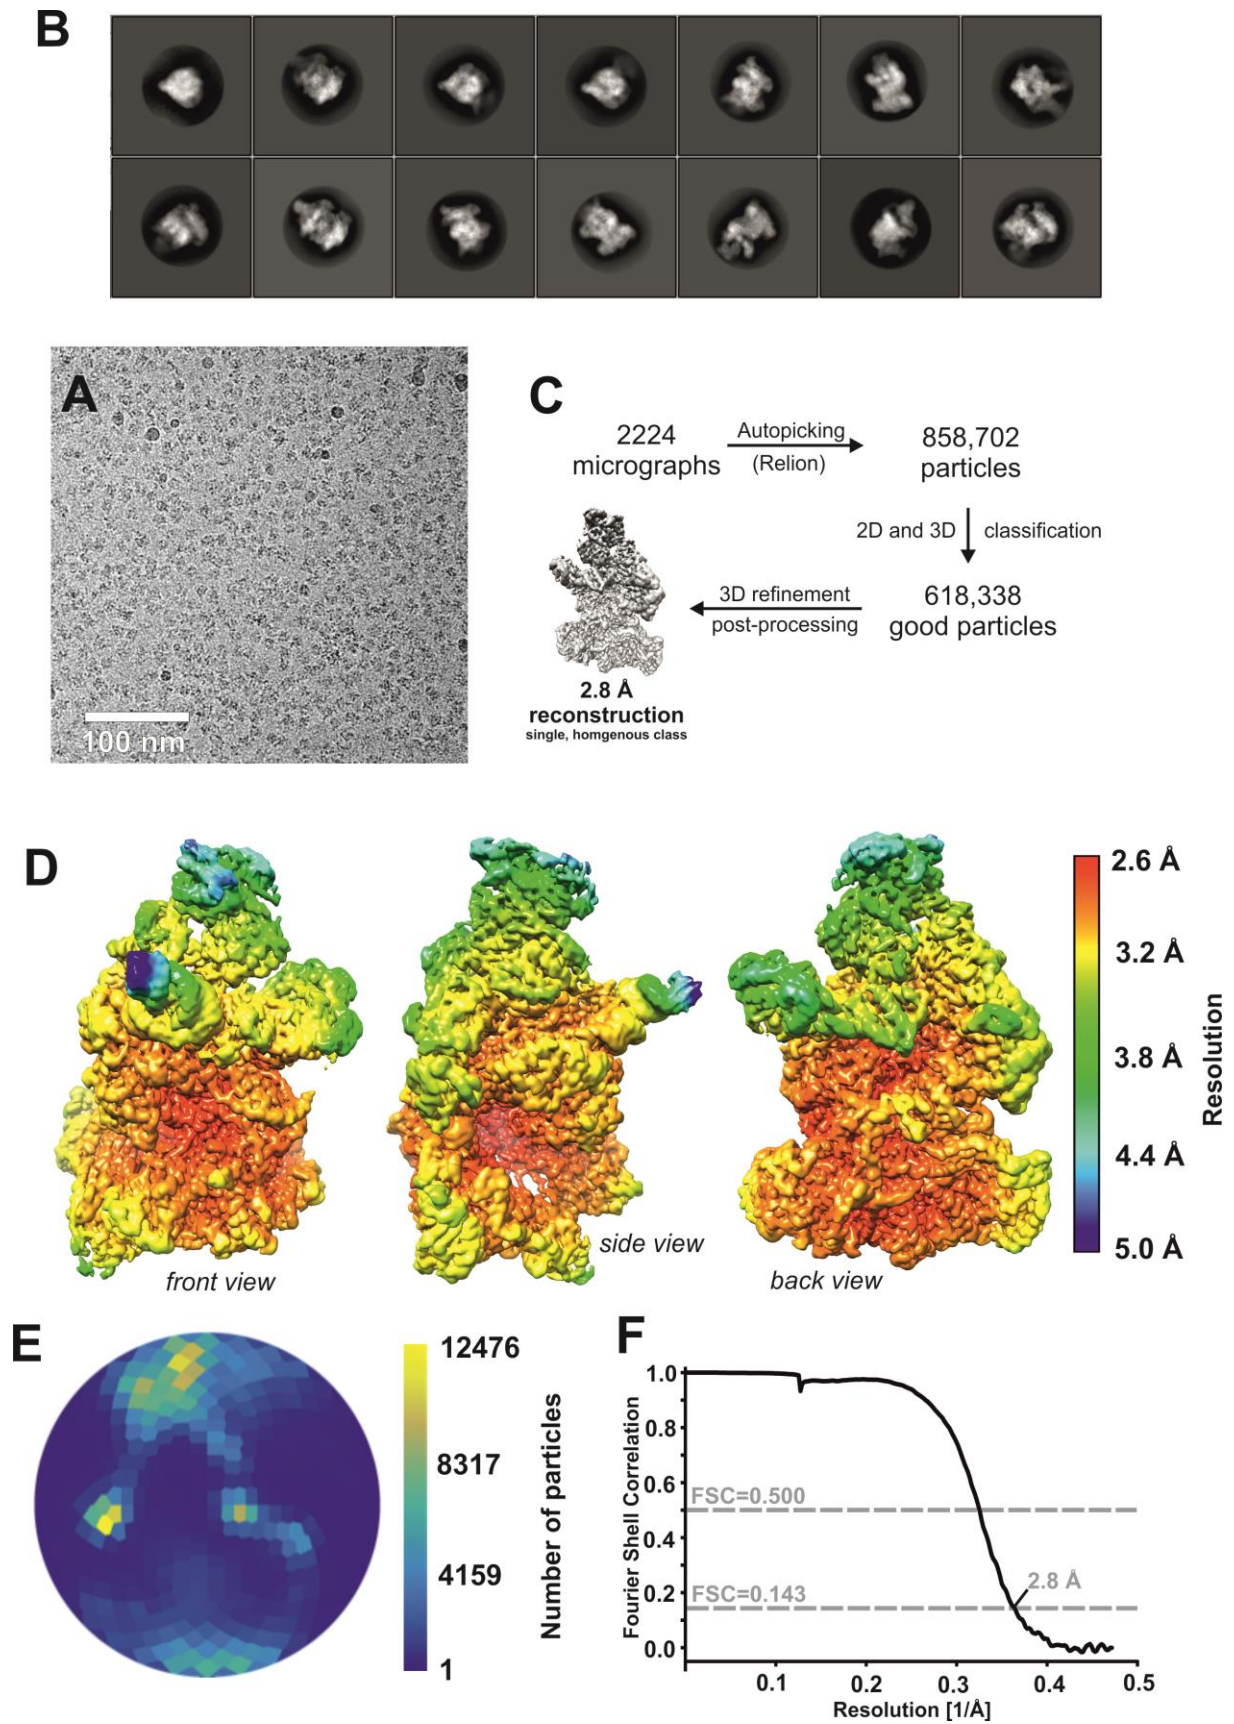 B
A
100 nm
C
2224
micrographs
Autopicking
(Relion)
858,702
particles
2D and 3D
classification
618,338
good particles
3D refinement
post-processing
2.8 Å
reconstruction
single, homgenous class
D
front view
side view
back view
2.6 Å
3.2 Å
3.8 Å
4.4 Å
5.0 Å
Resolution
E
12476
8317
4159
1
Number of particles
F
1.0
0.8
0.6
0.4
0.2
0.0
Fourier Shell Correlation
FSC=0.500
FSC=0.143
2.8 Å
0.1
0.2
0.3
0.4
0.5
Resolution [1/Å]